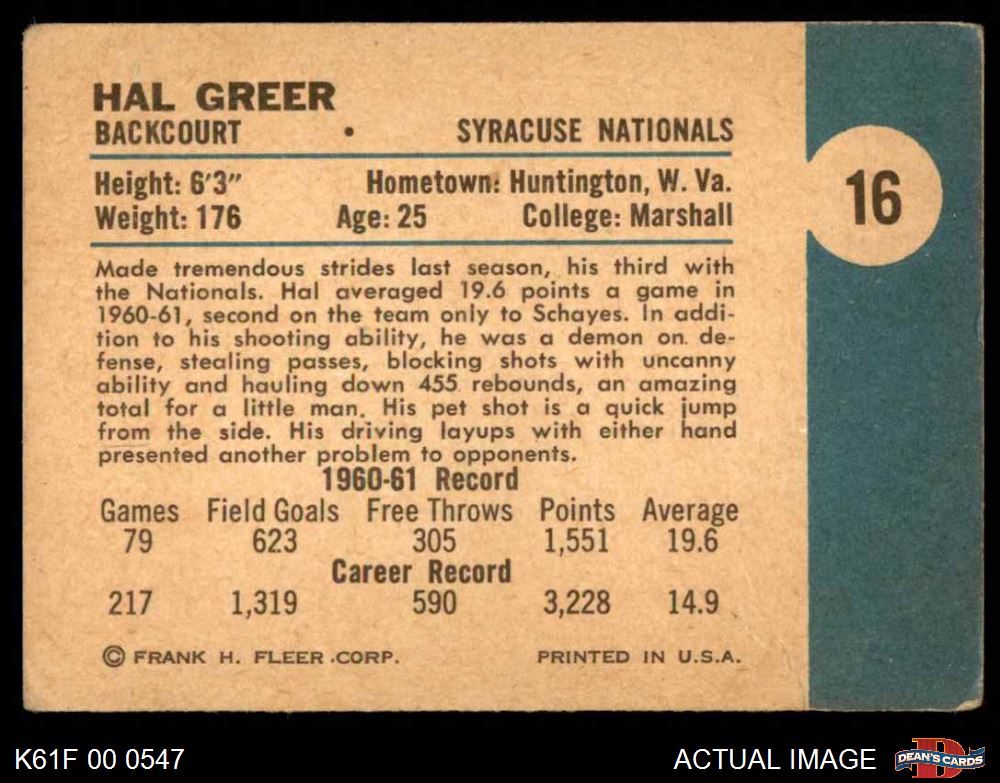 HAL GREER
BACKCOURT • SYRACUSE NATIONALS
Height: 6'3" Hometown: Huntington, W. Va.
Weight: 176 Age: 25 College: Marshall
16
Made tremendous strides last season, his third with
the Nationals. Hal averaged 19.6 points a game in
1960-61, second on the team only to Schayes. In addi-
tion to his shooting ability, he was a demon on de-
fense, stealing passes, blocking shots with uncanny
ability and hauling down 455 rebounds, an amazing
total for a little man. His pet shot is a quick jump
from the side. His driving layups with either hand
presented another problem to opponents.
1960-61 Record
Games Field Goals Free Throws Points Average
79 623 305 1,551 19.6
Career Record
217 1,319 590 3,228 14.9
© FRANK H. FLEER .CORP. PRINTED IN U.S.A.
K61F 00 0547 ACTUAL IMAGE DEAN'S CARDS